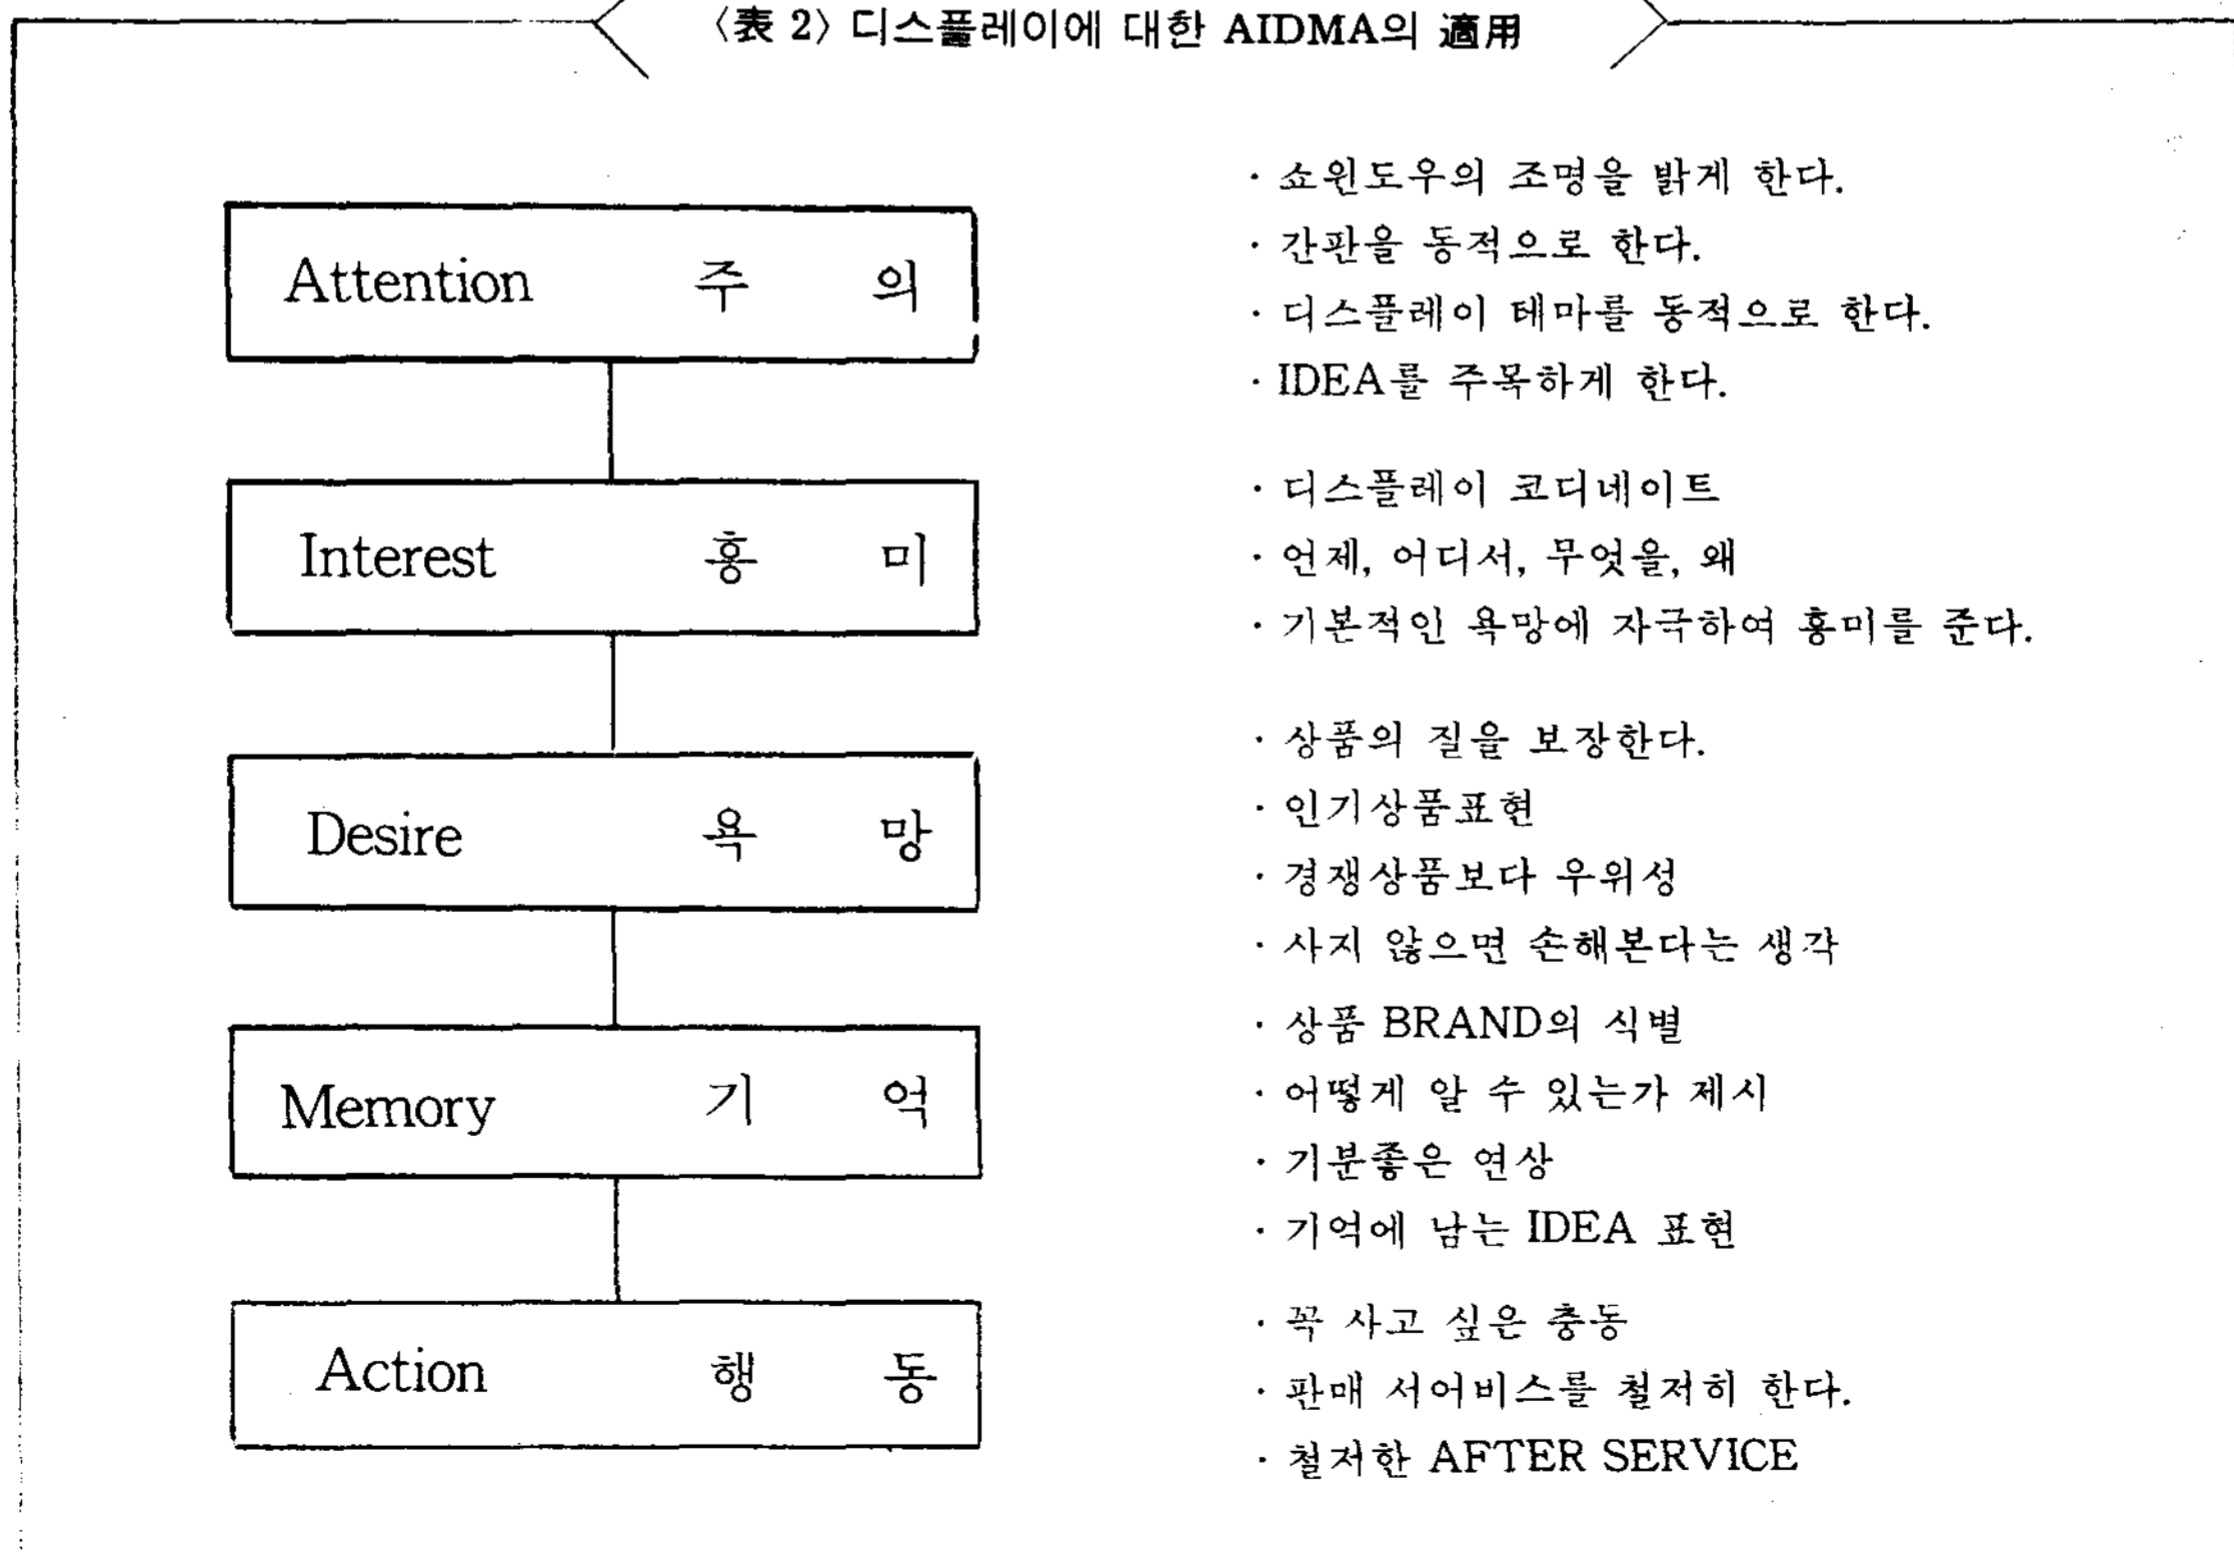 〈表 2〉 디스플레이에 대한 AIDMA의 適用
Attention 주 의
· 쇼윈도우의 조명을 밝게 한다.
· 간판을 동적으로 한다.
· 디스플레이 테마를 동적으로 한다.
· IDEA를 주목하게 한다.
Interest 흥 미
· 디스플레이 코디네이트
· 언제, 어디서, 무엇을, 왜
· 기본적인 욕망에 자극하여 흥미를 준다.
Desire 욕 망
· 상품의 질을 보장한다.
· 인기상품표현
· 경쟁상품보다 우위성
· 사지 않으면 손해본다는 생각
Memory 기 억
· 상품 BRAND의 식별
· 어떻게 알 수 있는가 제시
· 기분좋은 연상
· 기억에 남는 IDEA 표현
Action 행 동
· 꼭 사고 싶은 충동
· 판매 서어비스를 철저히 한다.
· 철저한 AFTER SERVICE